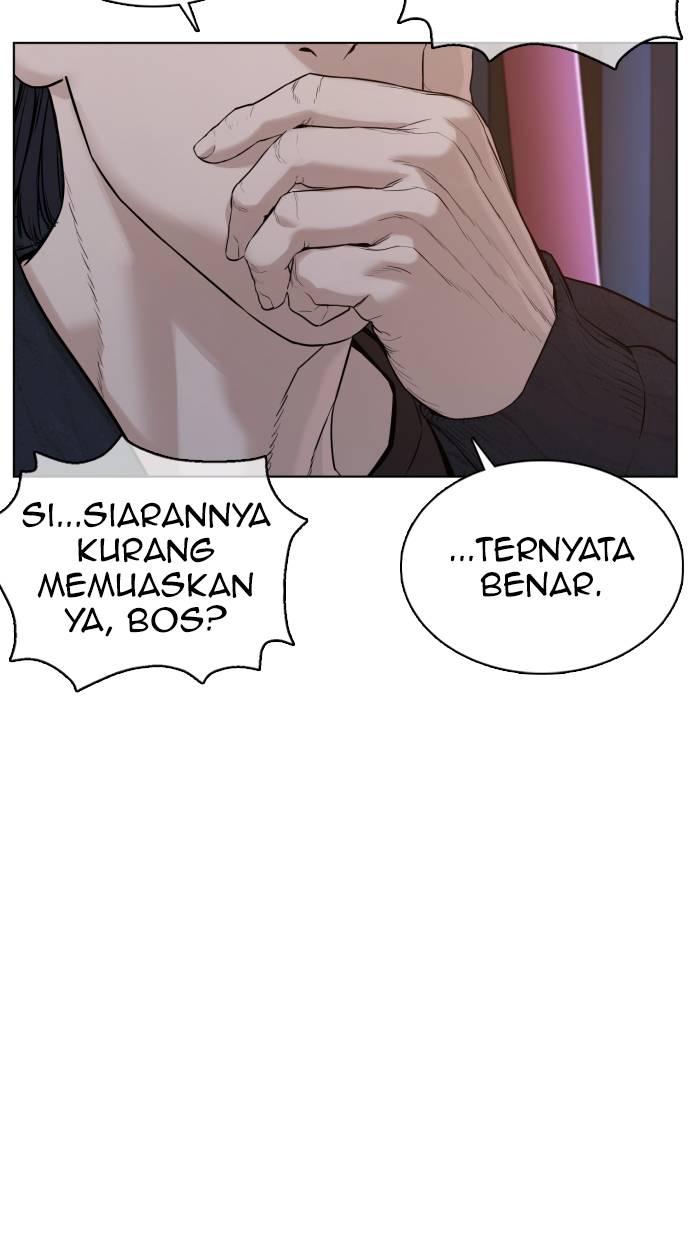 SI...SIARANNYA
KURANG
MEMUASKAN
YA, BOS?
...TERNYATA
BENAR.